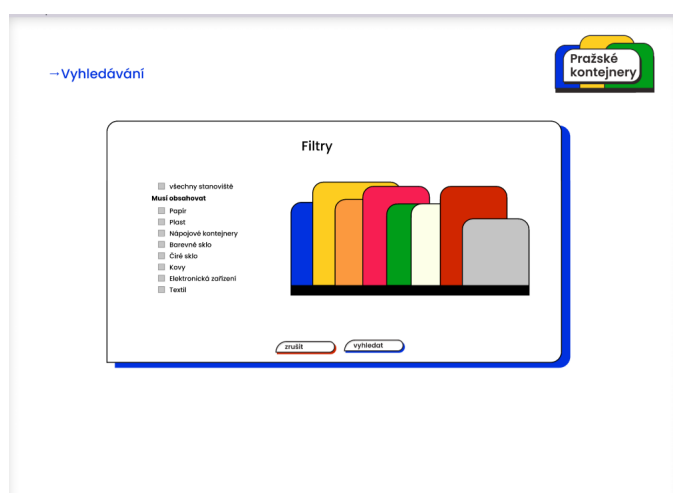 →Vyhledávání
Pražské
kontejnery
Filtry
všechny stanoviště
Musí obsahovat
Papír
Plast
Nápojové kontejnery
Barevné sklo
Čiré sklo
Kovy
Elektronická zařízení
Textil
zrušit
vyhledat